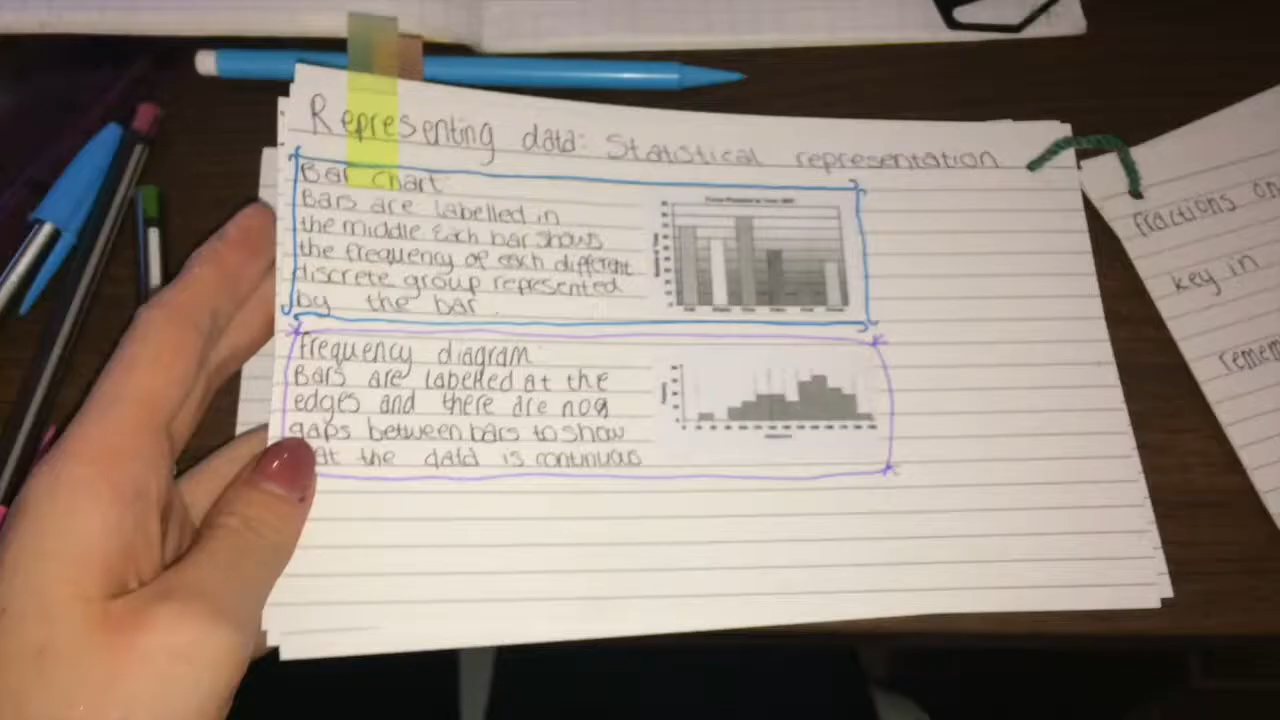 Representing data: Statistical representation
Bar chart
Bars are labelled in
the middle. Each bar shows
the frequency of each different
discrete group represented
by the bar.
Frequency diagram
Bars are labelled at the
edges and there are nog
gaps between bars to show
at the data is continuous
fractions on
key in
remem